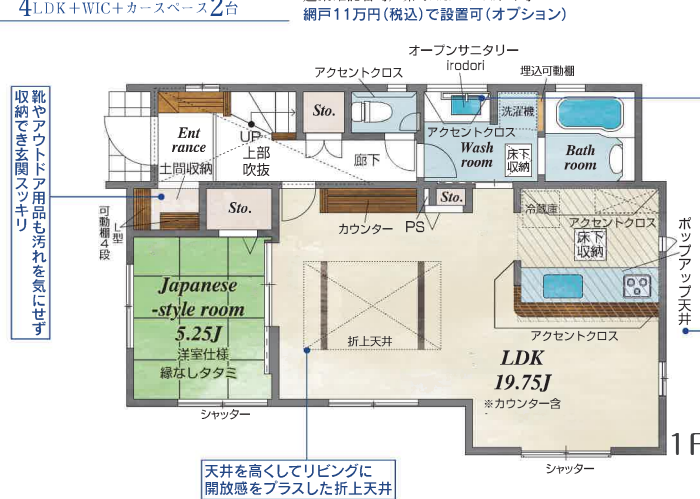 4LDK+WIC+カースペース2台
網戸11万円(税込)で設置可(オプション)
オープンサニタリー
irodori
アクセントクロス
埋込可動棚
Sto.
洗濯機
Ent
rance
UP
上部
吹抜
土間収納
廊下
アクセントクロス
Wash
room
床下
収納
Bath
room
靴やアウトドア用品も汚れを気にせず
収納でき玄関スッキリ
L型
可動棚4段
Sto.
カウンター
PS
Sto.
冷蔵庫
アクセントクロス
床下
収納
ポップアップ天井
Japanese
-style room
5.25J
洋室仕様
縁なしタタミ
折上天井
アクセントクロス
LDK
19.75J
※カウンター含
シャッター
1F
天井を高くしてリビングに
開放感をプラスした折上天井
シャッター